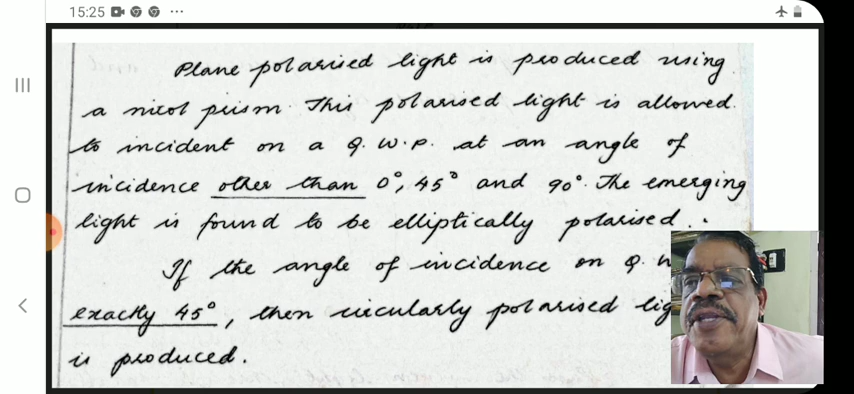 15:25
Plane polarised light is produced using
a nicol prism. This polarised light is allowed.
to incident on a Q.W.P. at an angle of
incidence other than 0°, 45° and 90°. The emerging
light is found to be elliptically polarised..
If the angle of incidence on Q.
exactly 45°, then circularly polarised
is produced.